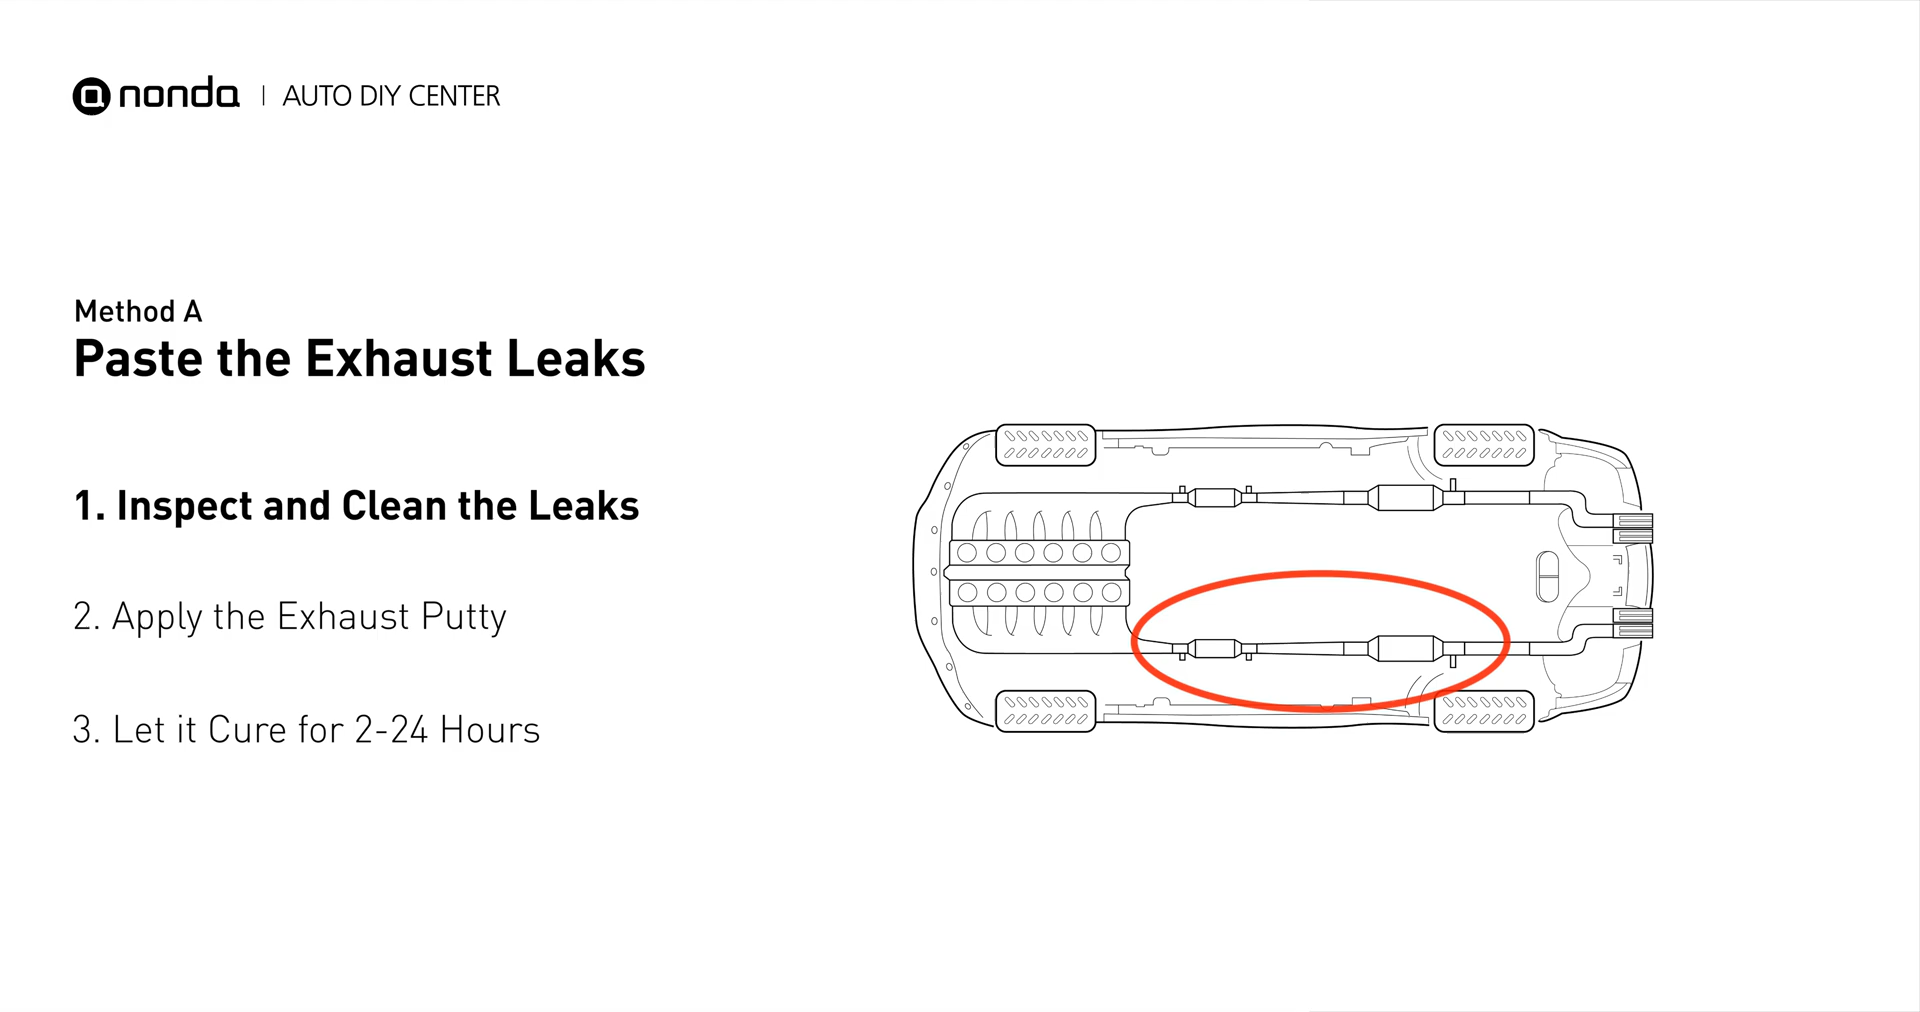 nonda | AUTO DIY CENTER
Method A
Paste the Exhaust Leaks
1. Inspect and Clean the Leaks
2. Apply the Exhaust Putty
3. Let it Cure for 2-24 Hours